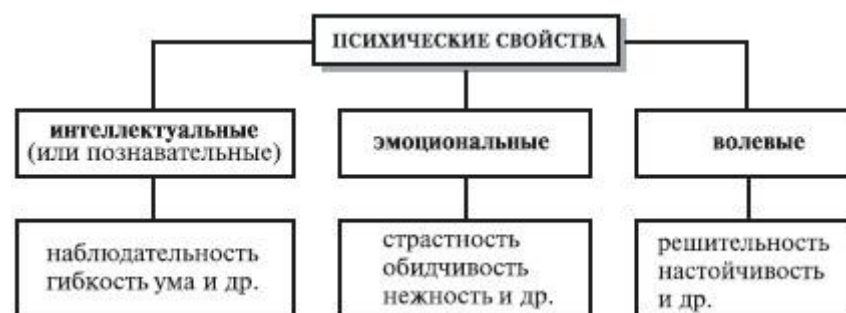 ПСИХИЧЕСКИЕ СВОЙСТВА
интеллектуальные
(или познавательные)
эмоциональные
волевые
наблюдательность
гибкость ума и др.
страстность
обидчивость
нежность и др.
решительность
настойчивость
и др.